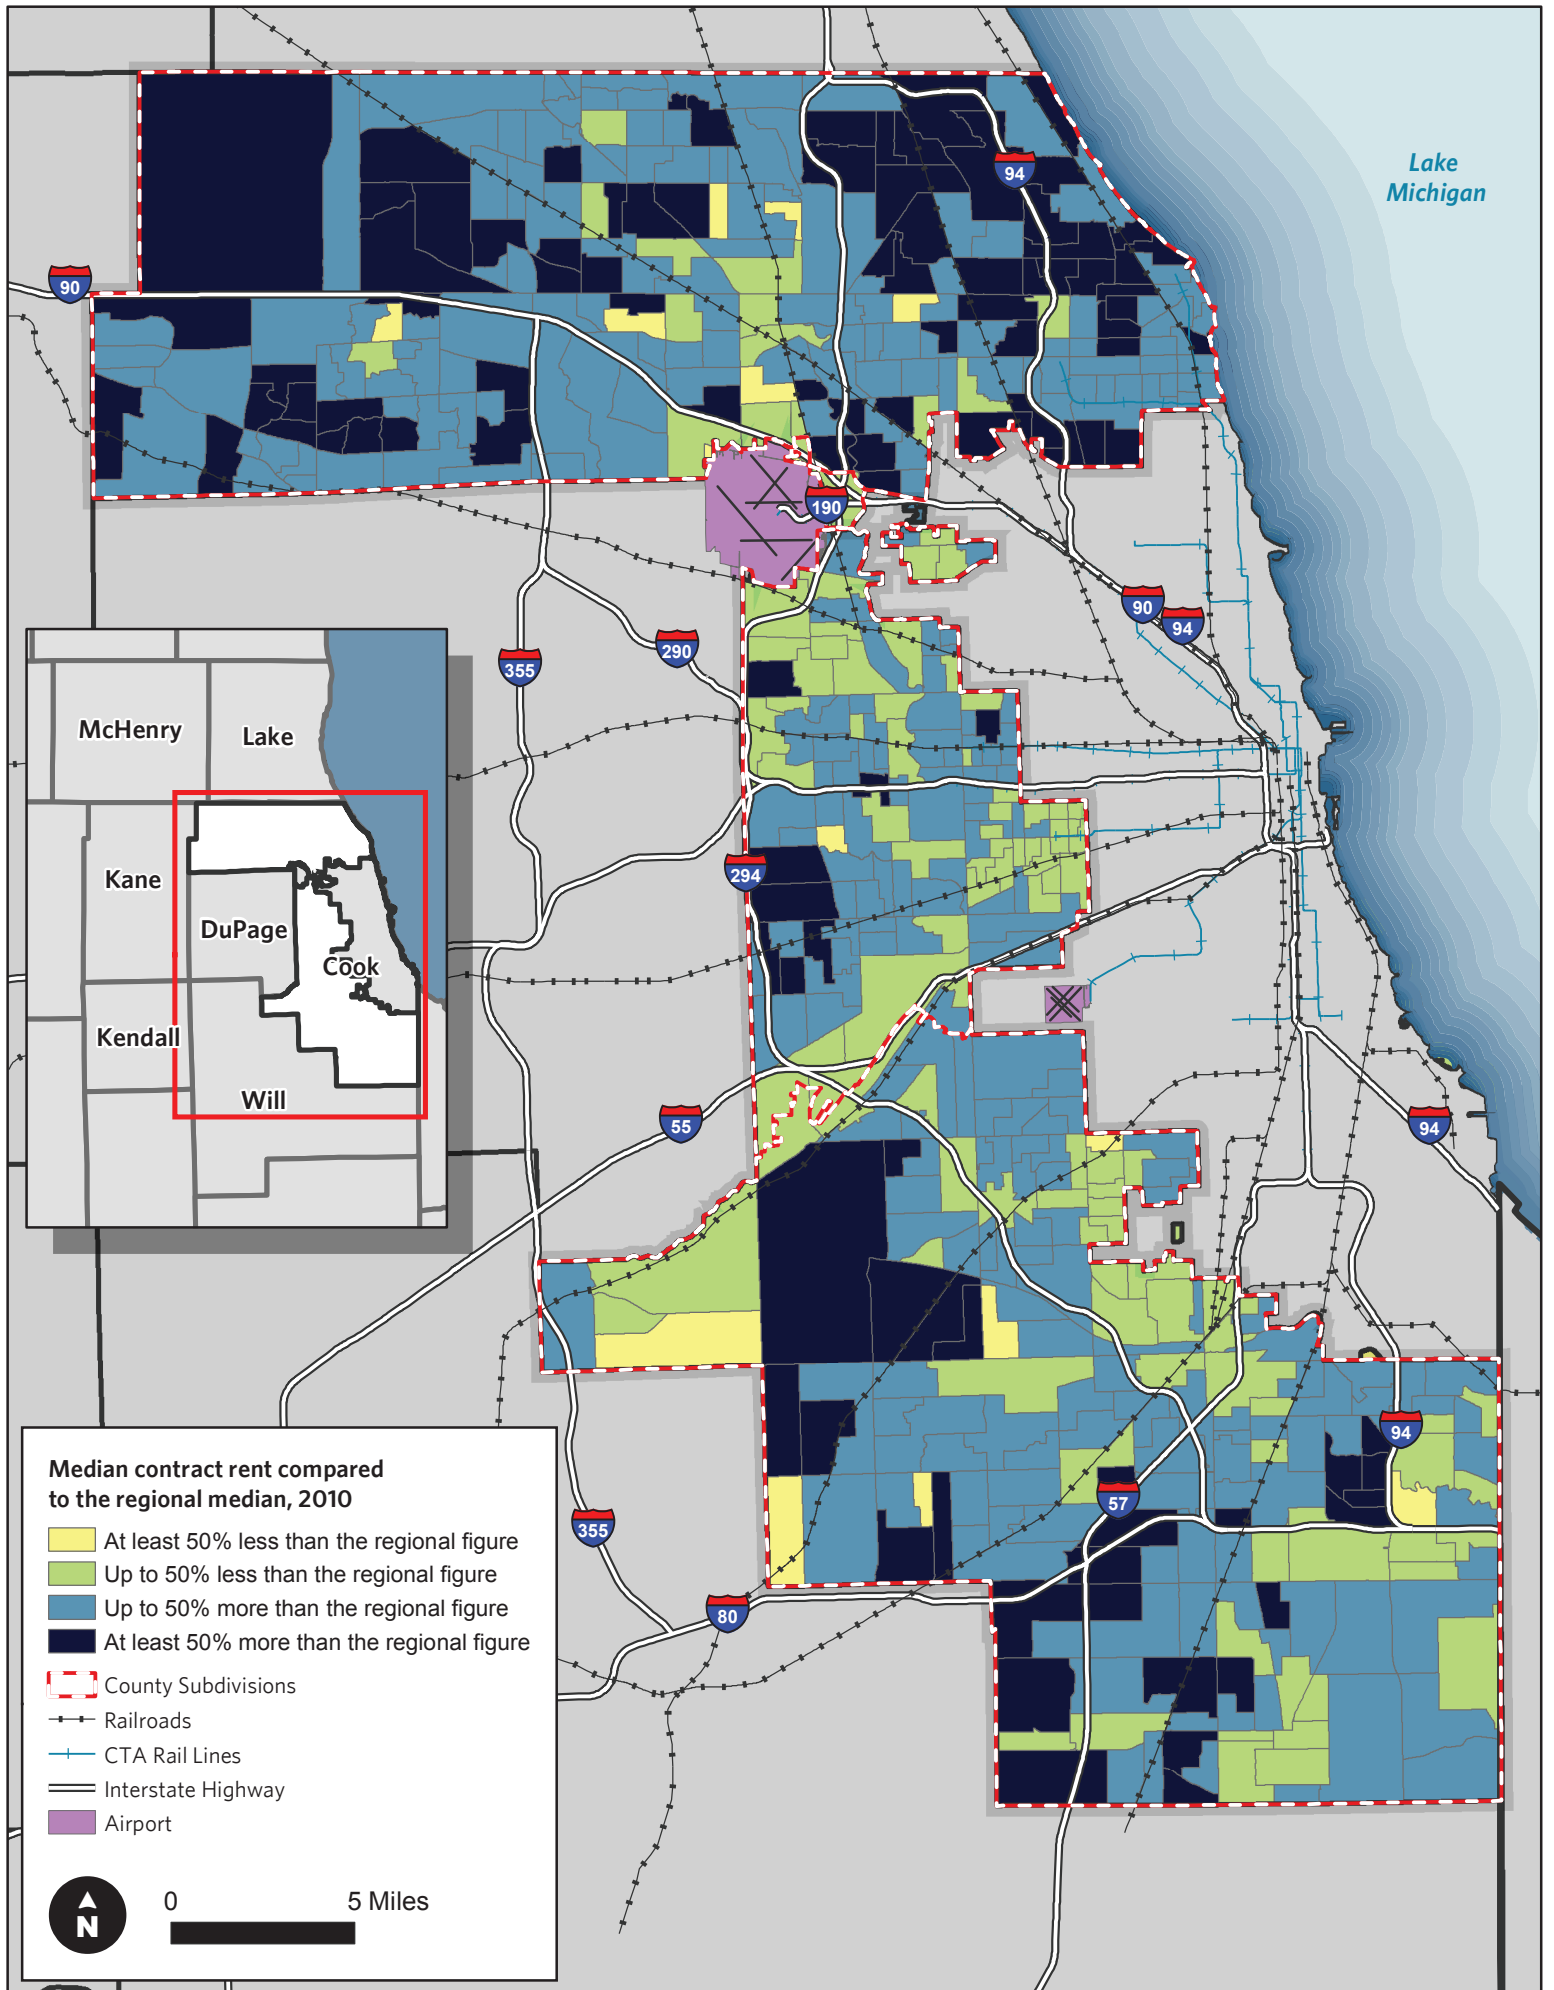 Lake
Michigan
94
90
190
90
94
290
355
McHenry
Lake
Kane
294
DuPage
Cook
Kendall
Will
55
94
94
Median contract rent compared
to the regional median, 2010
At least 50% less than the regional figure
Up to 50% less than the regional figure
Up to 50% more than the regional figure
At least 50% more than the regional figure
County Subdivisions
Railroads
CTA Rail Lines
Interstate Highway
Airport
57
355
80
N
0 5 Miles